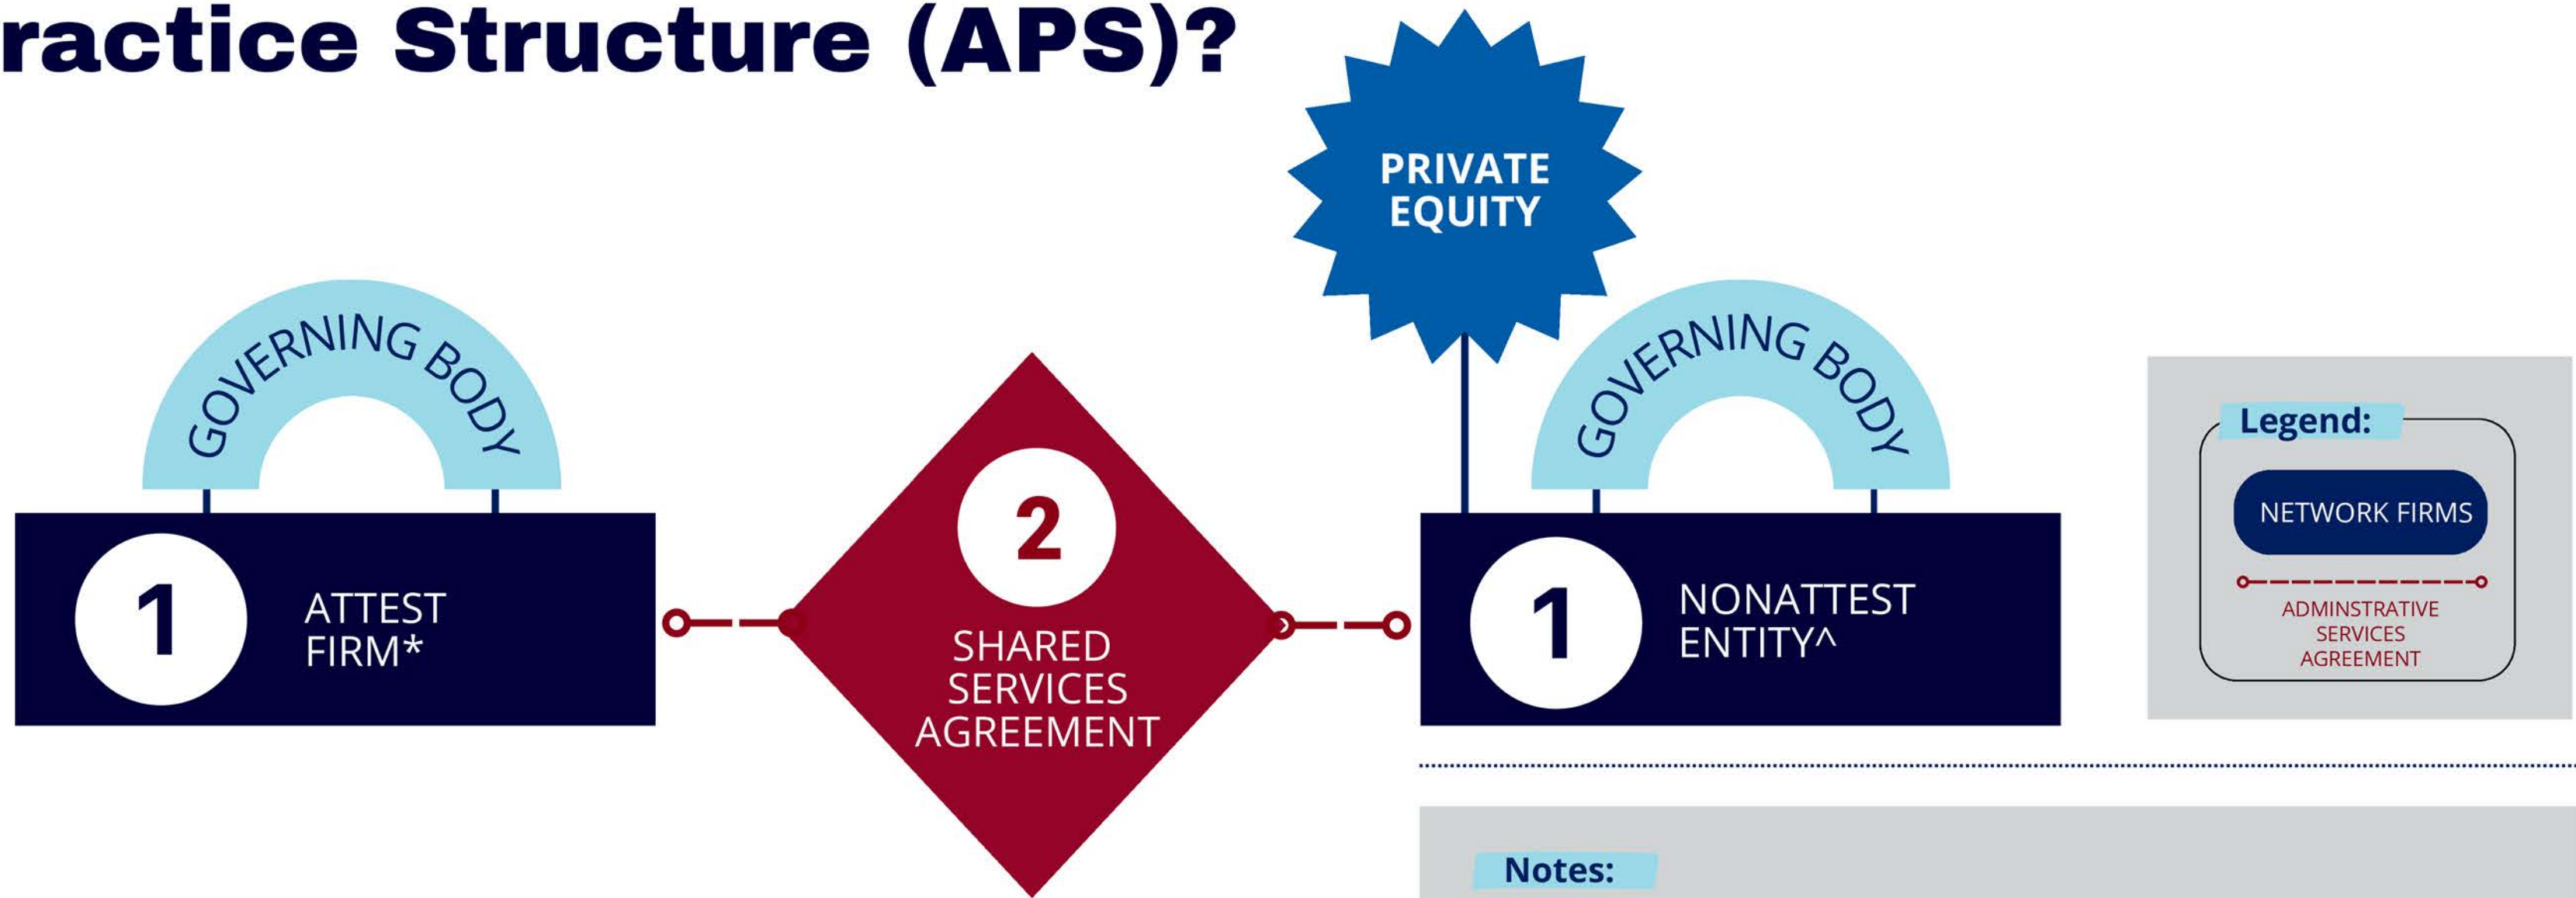 ractice Structure (APS)?
PRIVATE
EQUITY
GOVERNING BODY
1
ATTEST
FIRM*
2
SHARED
SERVICES
AGREEMENT
GOVERNING BODY
1
NONATTEST
ENTITY^
Legend:
NETWORK FIRMS
ADMINSTRATIVE
SERVICES
AGREEMENT
Notes: